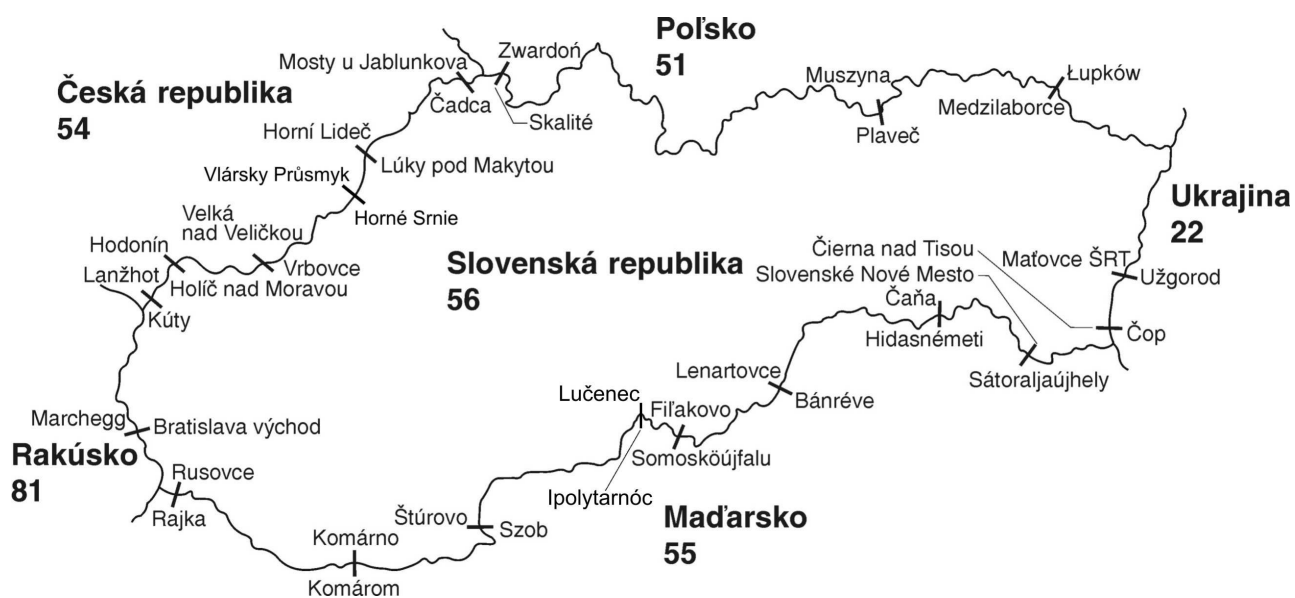 Poľsko
51
Zwardoń
Mosty u Jablunkova
Čadca
Skalité
Muszyna
Plaveč
Łupków
Medzilaborce
Česká republika
54
Horní Lideč
Lúky pod Makytou
Vlársky Průsmyk
Horné Srnie
Velká
nad Veličkou
Vrbovce
Hodonín
Holíč nad Moravou
Lanžhot
Kúty
Slovenská republika
56
Ukrajina
22
Čierna nad Tisou
Maťovce ŠRT
Užgorod
Slovenské Nové Mesto
Čaňa
Hidasnémeti
Čop
Sátoraljaújhely
Lenartovce
Bánréve
Lučenec
Fiľakovo
Somosköújfalu
Ipolytarnóc
Marchegg
Bratislava východ
Rakúsko
81
Rusovce
Rajka
Štúrovo
Szob
Maďarsko
55
Komárno
Komárom